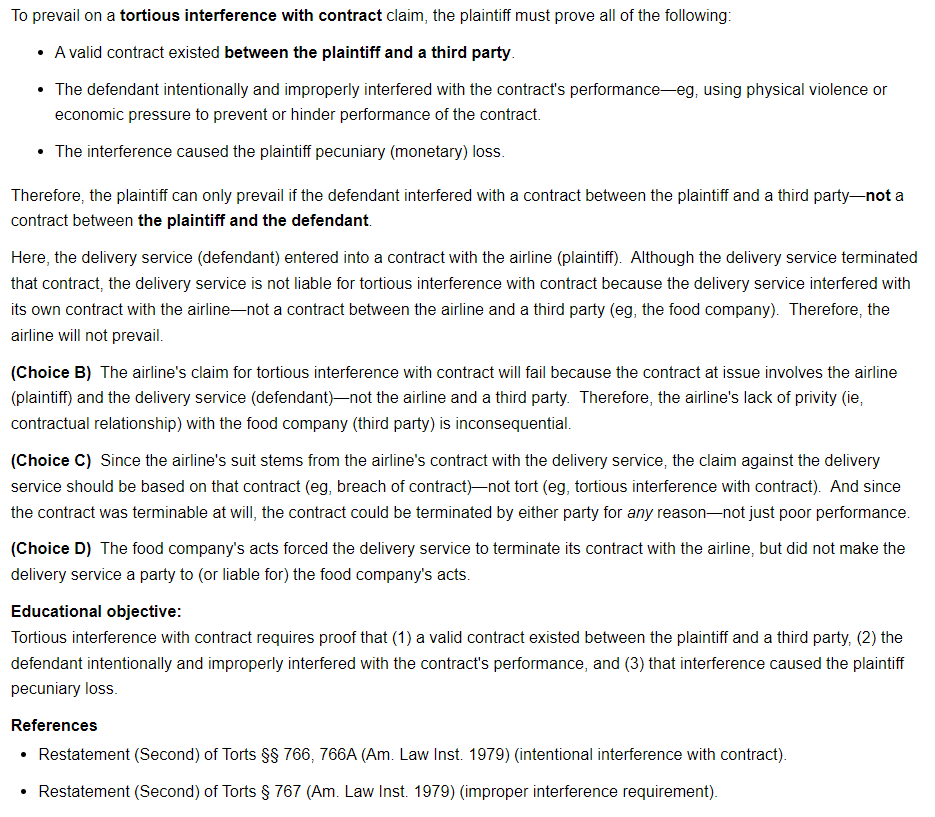 To prevail on a tortious interference with contract claim, the plaintiff must prove all of the following:
• A valid contract existed between the plaintiff and a third party.
• The defendant intentionally and improperly interfered with the contract's performance—eg, using physical violence or
economic pressure to prevent or hinder performance of the contract.
• The interference caused the plaintiff pecuniary (monetary) loss.
Therefore, the plaintiff can only prevail if the defendant interfered with a contract between the plaintiff and a third party—not a
contract between the plaintiff and the defendant.
Here, the delivery service (defendant) entered into a contract with the airline (plaintiff).  Although the delivery service terminated
that contract, the delivery service is not liable for tortious interference with contract because the delivery service interfered with
its own contract with the airline—not a contract between the airline and a third party (eg, the food company).  Therefore, the
airline will not prevail.
(Choice B)  The airline's claim for tortious interference with contract will fail because the contract at issue involves the airline
(plaintiff) and the delivery service (defendant)—not the airline and a third party.  Therefore, the airline's lack of privity (ie,
contractual relationship) with the food company (third party) is inconsequential.
(Choice C)  Since the airline's suit stems from the airline's contract with the delivery service, the claim against the delivery
service should be based on that contract (eg, breach of contract)—not tort (eg, tortious interference with contract).  And since
the contract was terminable at will, the contract could be terminated by either party for any reason—not just poor performance.
(Choice D)  The food company's acts forced the delivery service to terminate its contract with the airline, but did not make the
delivery service a party to (or liable for) the food company's acts.
Educational objective:
Tortious interference with contract requires proof that (1) a valid contract existed between the plaintiff and a third party, (2) the
defendant intentionally and improperly interfered with the contract's performance, and (3) that interference caused the plaintiff
pecuniary loss.
References
• Restatement (Second) of Torts §§ 766, 766A (Am. Law Inst. 1979) (intentional interference with contract).
• Restatement (Second) of Torts § 767 (Am. Law Inst. 1979) (improper interference requirement).